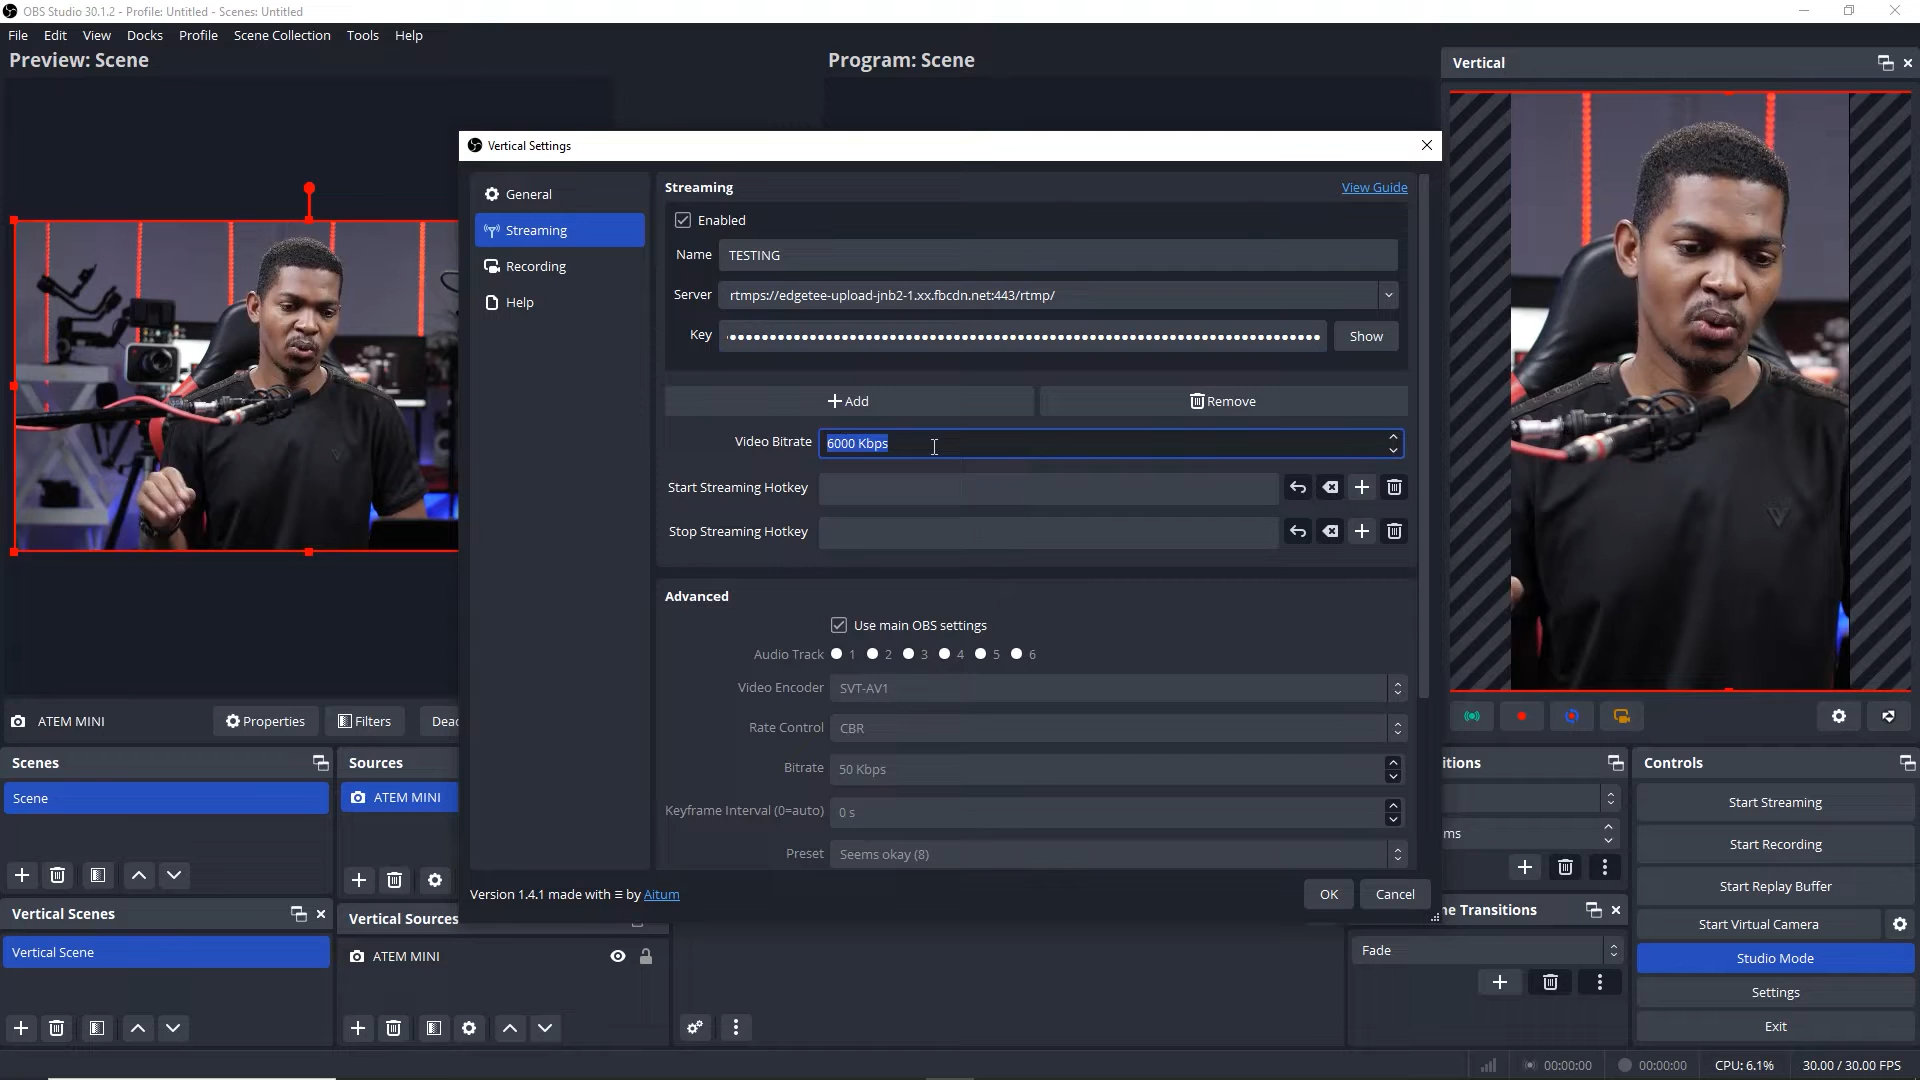 OBS Studio 30.1.2 - Profile: Untitled - Scenes: Untitled
File Edit View Docks Profile Scene Collection Tools Help
Preview: Scene
Program: Scene
Vertical
Vertical Settings
General
Streaming
Recording
Help
Streaming
View Guide
Enabled
Name TESTING
Server rtmps://edgetee-upload-jnb2-1.xx.fbcdn.net:443/rtmp/
Key Show
Add Remove
Video Bitrate 6000 Kbps
Start Streaming Hotkey
Stop Streaming Hotkey
Advanced
Use main OBS settings
Audio Track 1 2 3 4 5 6
Video Encoder SVT-AV1
Rate Control CBR
Bitrate 50 Kbps
Keyframe Interval (0=auto) 0 s
Preset Seems okay (8)
Version 1.4.1 made with ☰ by Aitum
OK Cancel
ATEM MINI Properties Filters Deac
Scenes
Scene
Sources
ATEM MINI
Vertical Scenes
Vertical Scene
Vertical Sources
ATEM MINI
itions
ms
ne Transitions
Fade
Controls
Start Streaming
Start Recording
Start Replay Buffer
Start Virtual Camera
Studio Mode
Settings
Exit
00:00:00 00:00:00 CPU: 6.1% 30.00 / 30.00 FPS